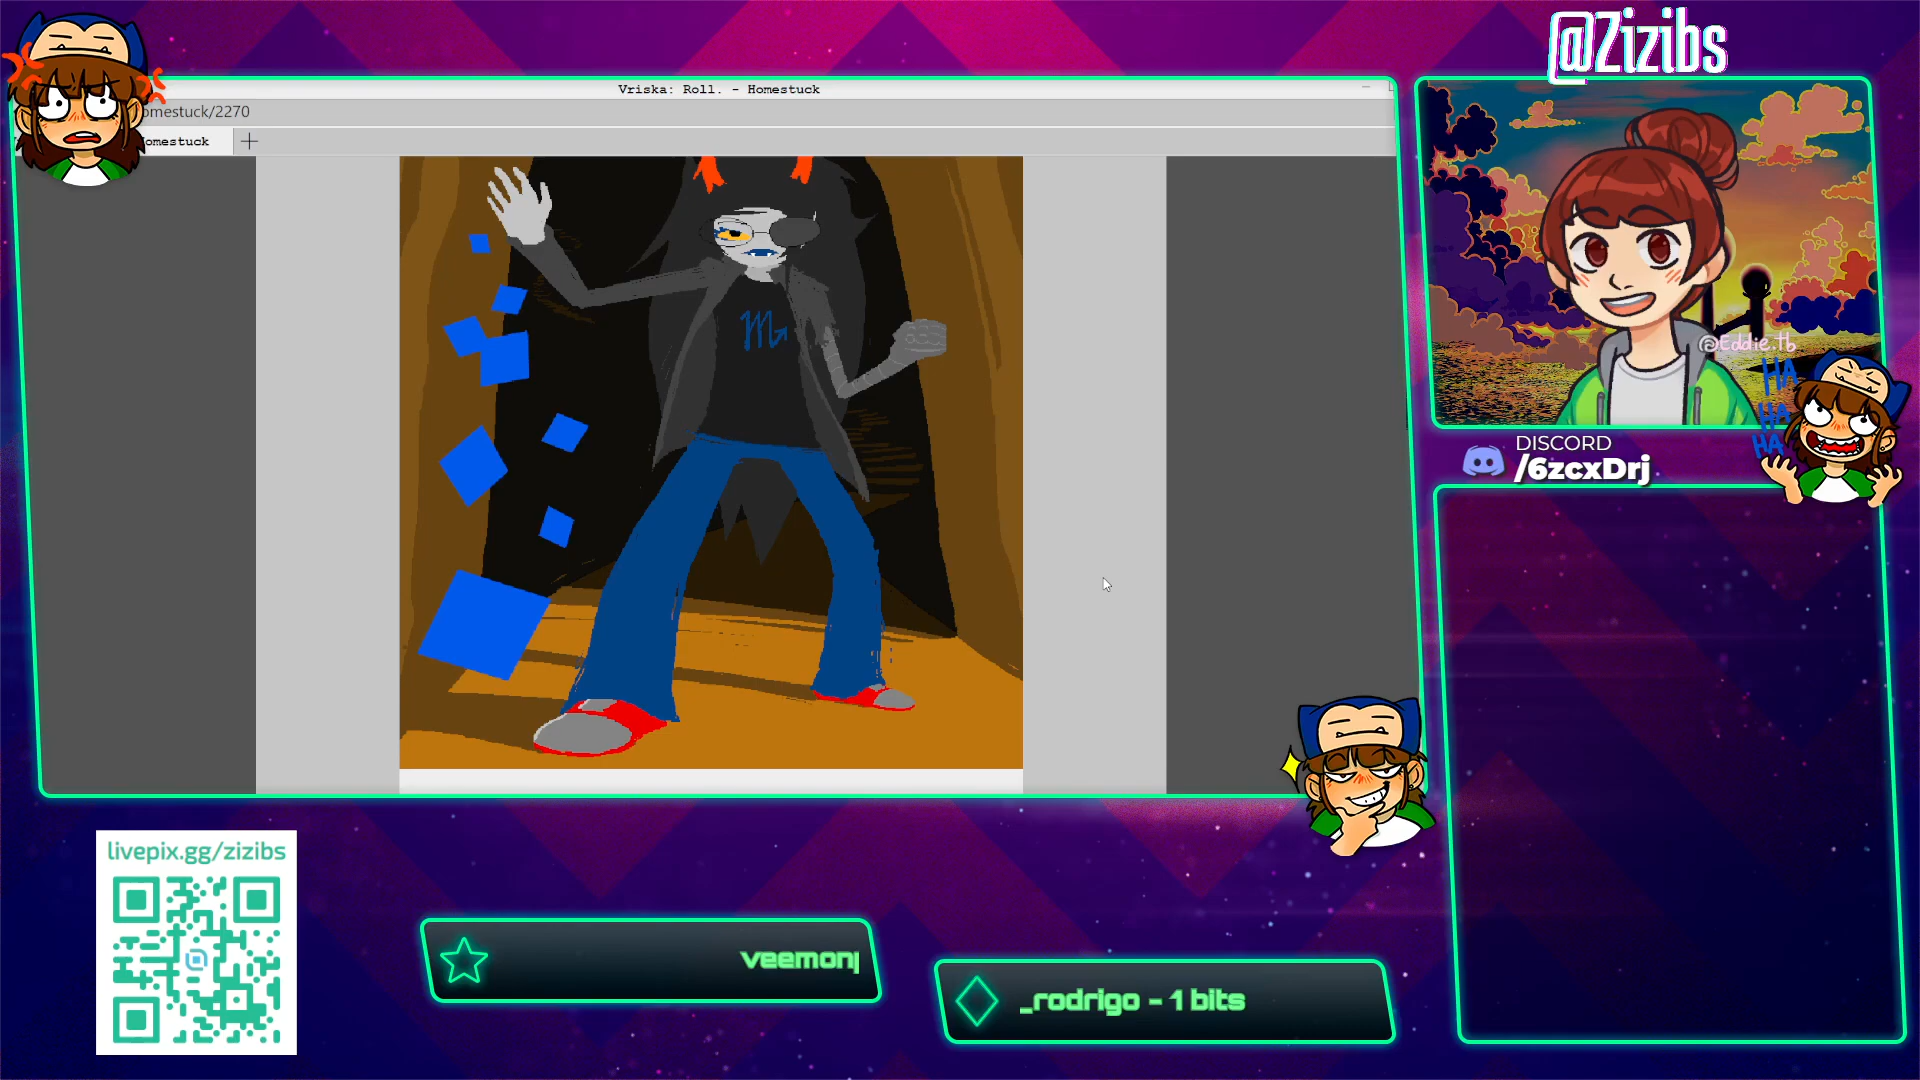 @Zizibs
Vriska: Roll. - Homestuck
omestuck/2270
omestuck
@Eddie.tb
HA
HA
HA
DISCORD
/6zcxDrj
livepix.gg/zizibs
veemon
_rodrigo - 1 bits